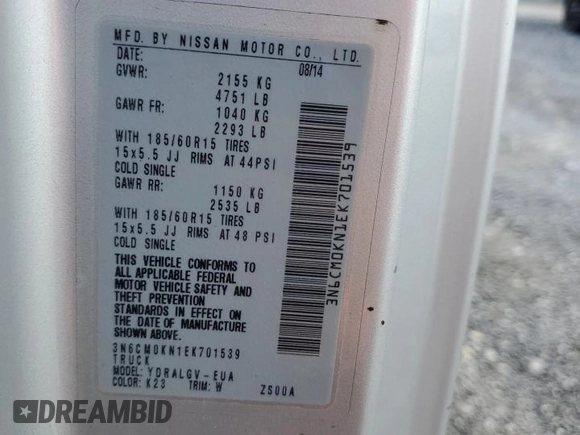 MFD. BY NISSAN MOTOR CO., LTD.
DATE: 08/14
GVWR: 2155 KG
4751 LB
GAWR FR: 1040 KG
2293 LB
WITH 185/60R15 TIRES
15x5.5 JJ RIMS AT 44PSI
COLD SINGLE
GAWR RR: 1150 KG
2535 LB
WITH 185/60R15 TIRES
15x5.5 JJ RIMS AT 48 PSI
COLD SINGLE
THIS VEHICLE CONFORMS TO
ALL APPLICABLE FEDERAL
MOTOR VEHICLE SAFETY AND
THEFT PREVENTION
STANDARDS IN EFFECT ON
THE DATE OF MANUFACTURE
SHOWN ABOVE.
3N6CM0KN1EK701539
TRUCK
MODEL: YDRALGV-EUA
COLOR: K23 TRIM: W ZS00A
3N6CM0KN1EK701539
DREAMBID